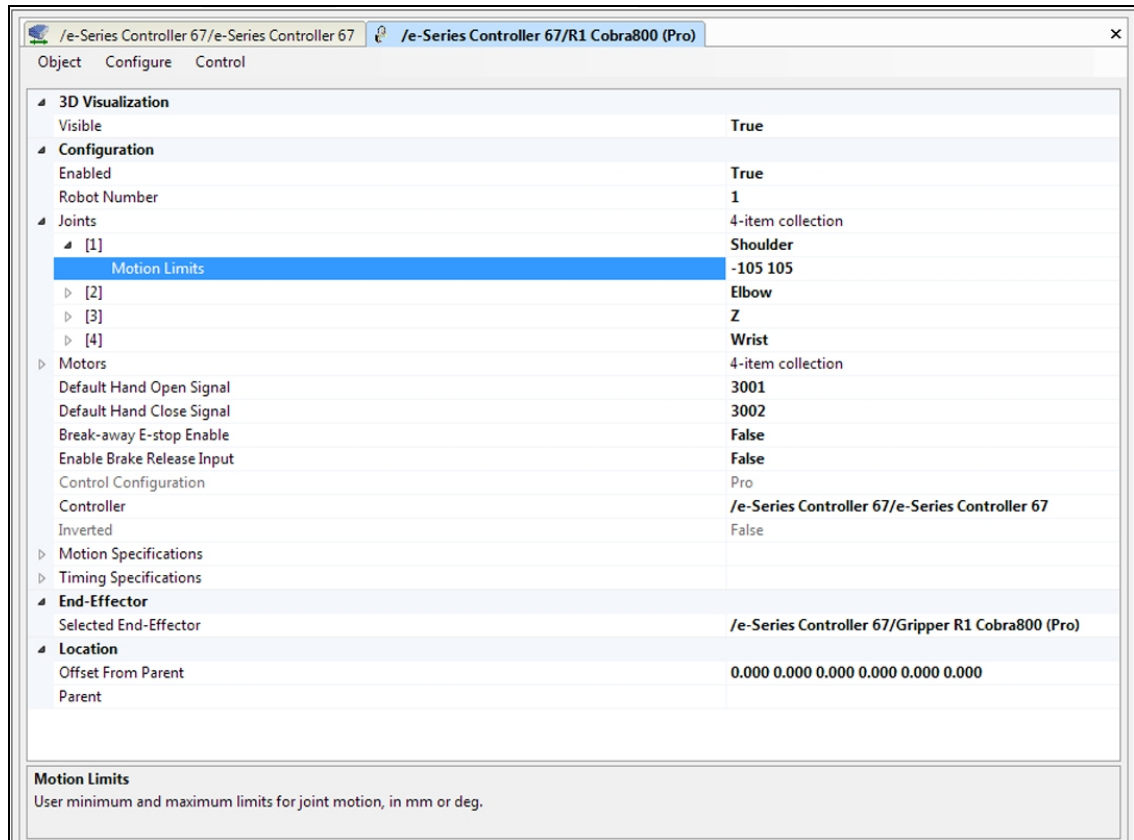 /e-Series Controller 67/e-Series Controller 67 /e-Series Controller 67/R1 Cobra800 (Pro)
Object Configure Control
3D Visualization
Visible True
Configuration
Enabled True
Robot Number 1
Joints 4-item collection
[1] Shoulder
Motion Limits -105 105
[2] Elbow
[3] Z
[4] Wrist
Motors 4-item collection
Default Hand Open Signal 3001
Default Hand Close Signal 3002
Break-away E-stop Enable False
Enable Brake Release Input False
Control Configuration Pro
Controller /e-Series Controller 67/e-Series Controller 67
Inverted False
Motion Specifications
Timing Specifications
End-Effector
Selected End-Effector /e-Series Controller 67/Gripper R1 Cobra800 (Pro)
Location
Offset From Parent 0.000 0.000 0.000 0.000 0.000 0.000
Parent
Motion Limits
User minimum and maximum limits for joint motion, in mm or deg.